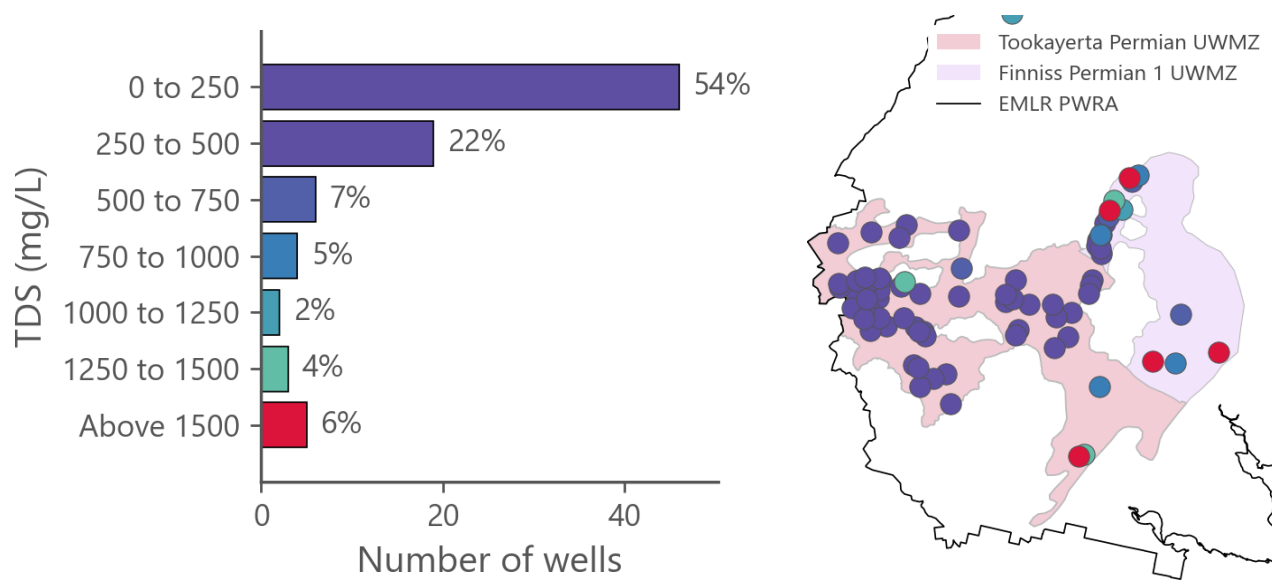 0 to 250
54%
250 to 500
22%
500 to 750
7%
750 to 1000
5%
1000 to 1250
2%
1250 to 1500
4%
Above 1500
6%
TDS (mg/L)
0
20
40
Number of wells
Tookayerta Permian UWMZ
Finniss Permian 1 UWMZ
EMLR PWRA